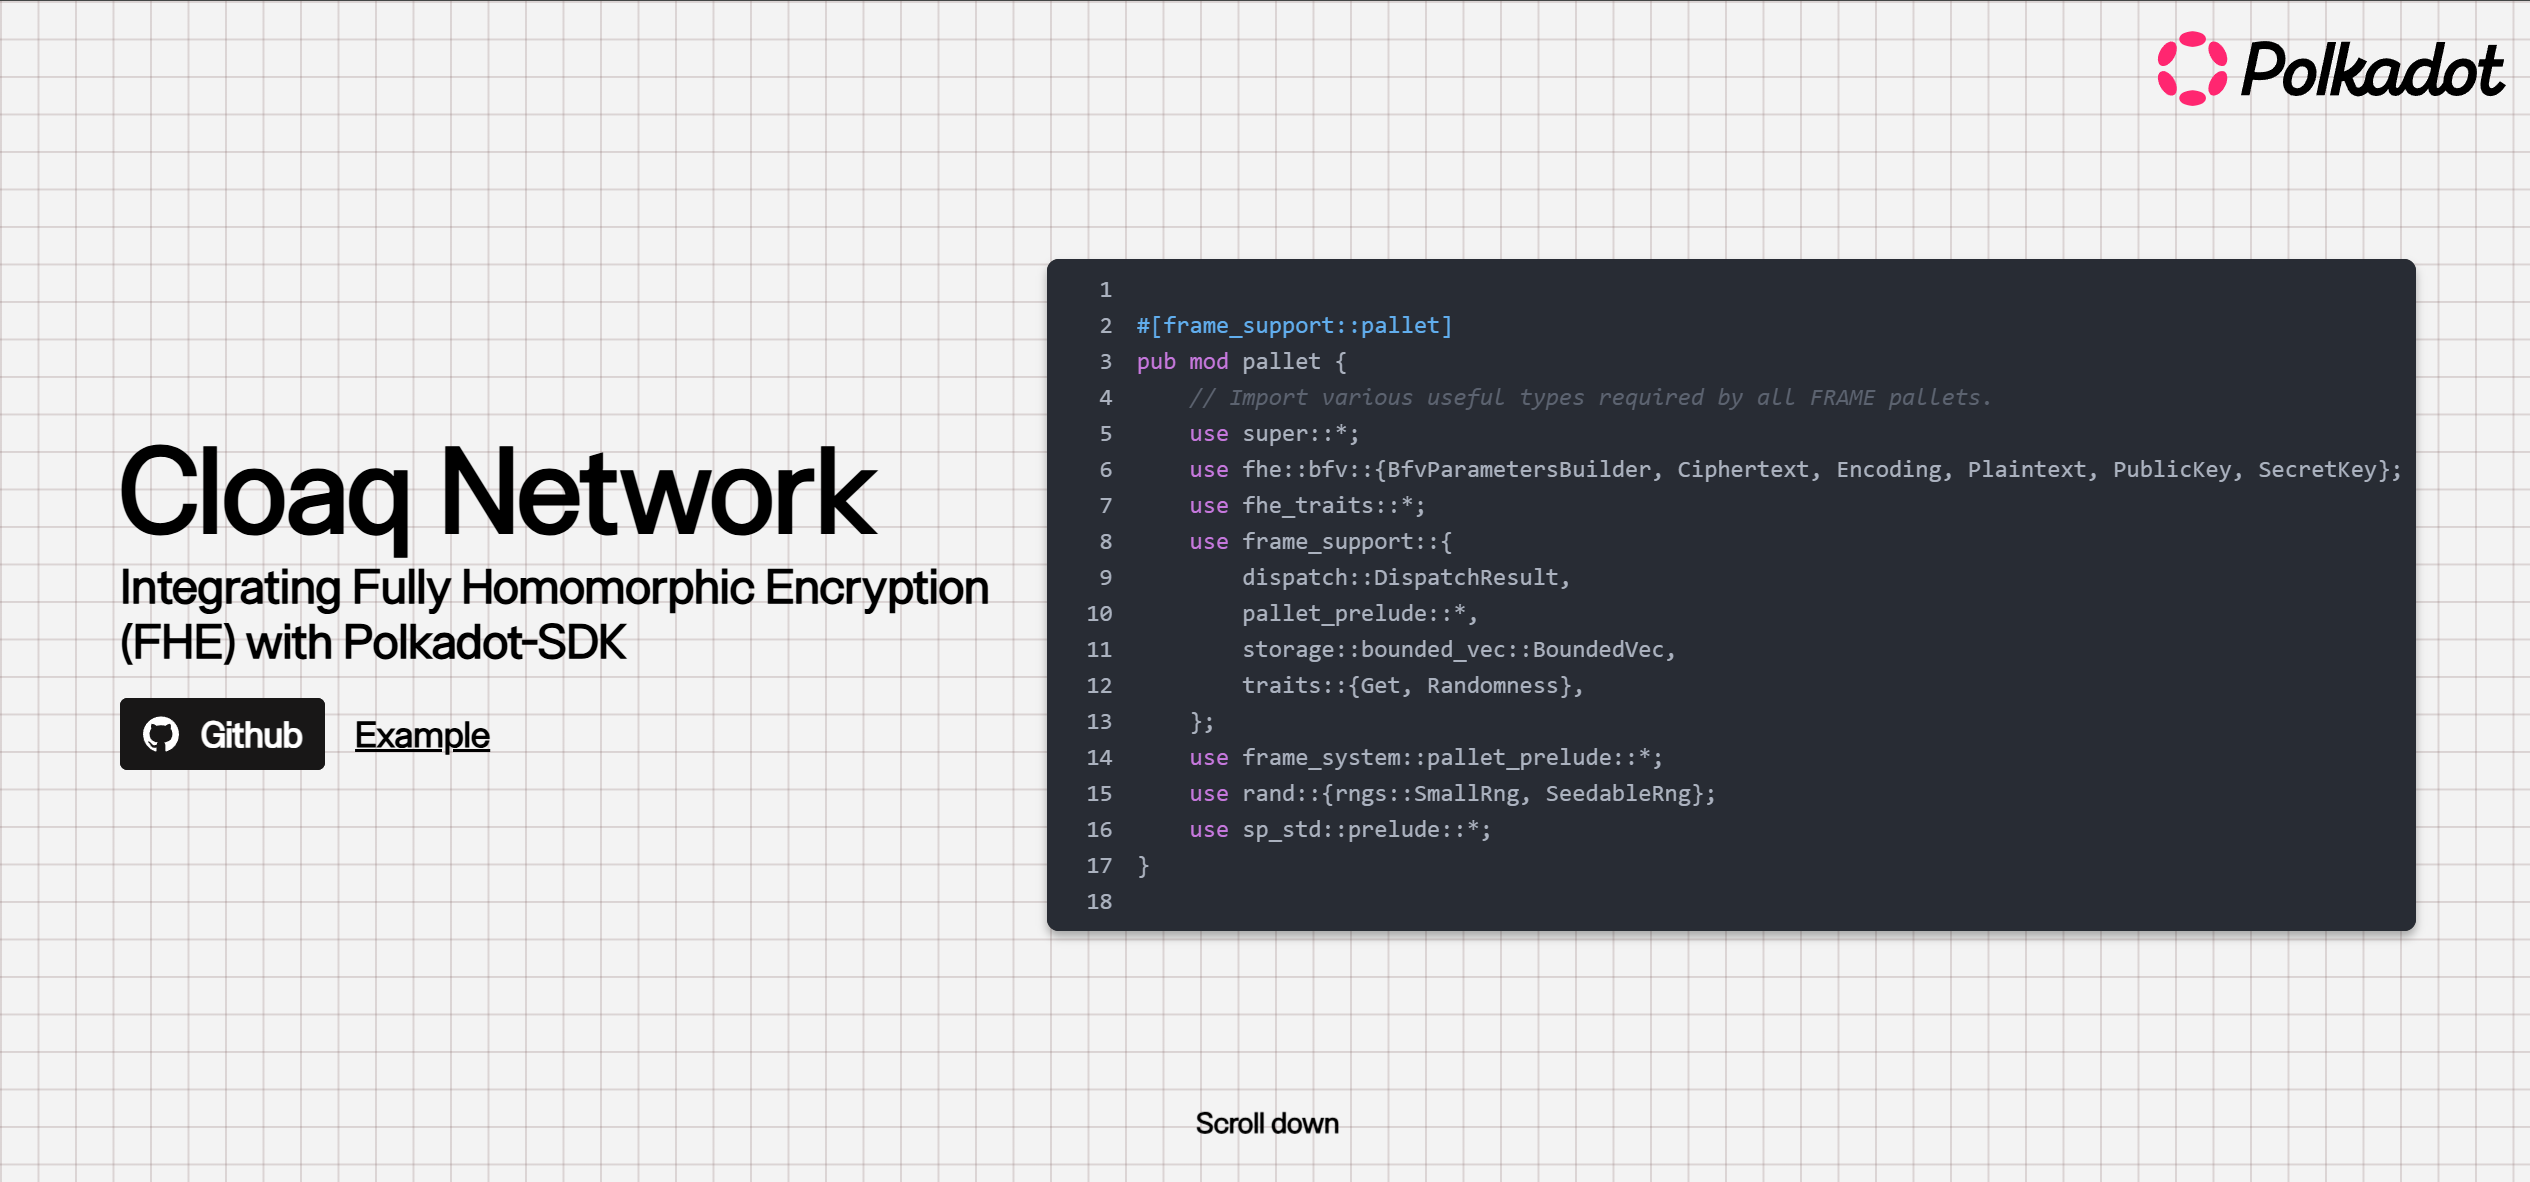 Polkadot
Cloaq Network
Integrating Fully Homomorphic Encryption
(FHE) with Polkadot-SDK
Github
Example
1
2 #[frame_support::pallet]
3 pub mod pallet {
4     // Import various useful types required by all FRAME pallets.
5     use super::*;
6     use fhe::bfv::{BfvParametersBuilder, Ciphertext, Encoding, Plaintext, PublicKey, SecretKey};
7     use fhe_traits::*;
8     use frame_support::{
9         dispatch::DispatchResult,
10         pallet_prelude::*,
11         storage::bounded_vec::BoundedVec,
12         traits::{Get, Randomness},
13     };
14     use frame_system::pallet_prelude::*;
15     use rand::{rngs::SmallRng, SeedableRng};
16     use sp_std::prelude::*;
17 }
18
Scroll down